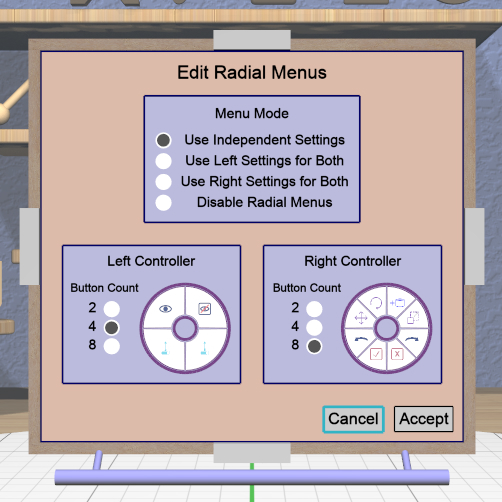 Edit Radial Menus
Menu Mode
Use Independent Settings
Use Left Settings for Both
Use Right Settings for Both
Disable Radial Menus
Left Controller
Button Count
2
4
8
Right Controller
Button Count
2
4
8
Cancel
Accept